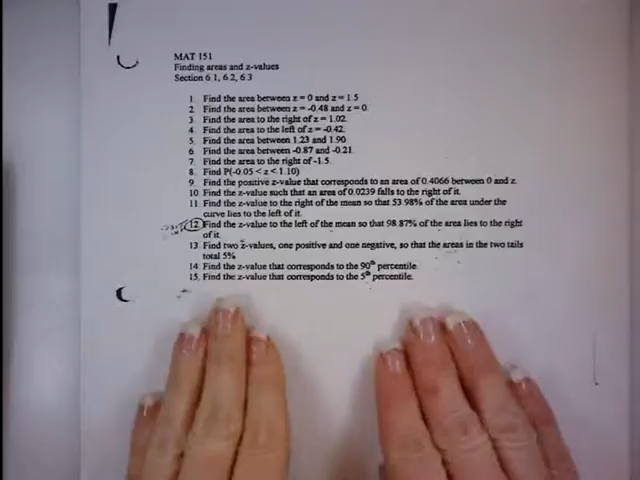 MAT 151
Finding areas and z-values
Section 6.1, 6.2, 6.3
1. Find the area between z = 0 and z = 1.5
2. Find the area between z = -0.48 and z = 0.
3. Find the area to the right of z = 1.02.
4. Find the area to the left of z = -0.42.
5. Find the area between 1.23 and 1.90.
6. Find the area between -0.87 and -0.21.
7. Find the area to the right of -1.5.
8. Find P(-0.05 < z < 1.10)
9. Find the positive z-value that corresponds to an area of 0.4066 between 0 and z.
10. Find the z-value such that an area of 0.0239 falls to the right of it.
11. Find the z-value to the right of the mean so that 53.98% of the area under the
curve lies to the left of it.
12. Find the z-value to the left of the mean so that 98.87% of the area lies to the right
of it.
13. Find two z-values, one positive and one negative, so that the areas in the two tails
total 5%
14. Find the z-value that corresponds to the 90th percentile.
15. Find the z-value that corresponds to the 5th percentile.